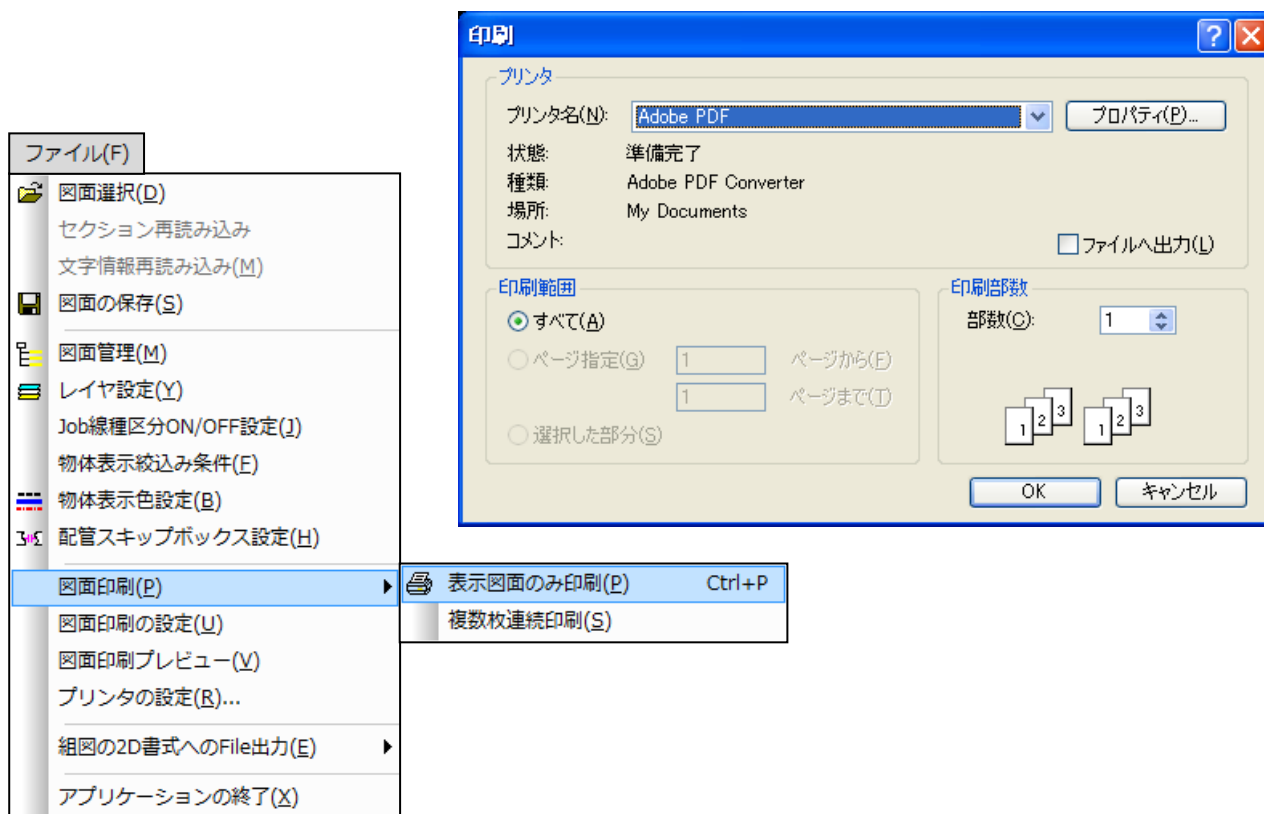 印刷
プリンタ
プリンタ名(N): Adobe PDF プロパティ(P)...
状態: 準備完了
種類: Adobe PDF Converter
場所: My Documents
コメント: ファイルへ出力(L)
印刷範囲
すべて(A)
ページ指定(G) 1 ページから(F)
1 ページまで(T)
選択した部分(S)
印刷部数
部数(C): 1
1 2 3 1 2 3
OK キャンセル
ファイル(F)
図面選択(D)
セクション再読み込み
文字情報再読み込み(M)
図面の保存(S)
図面管理(M)
レイヤ設定(Y)
Job線種区分ON/OFF設定(J)
物体表示絞込み条件(F)
物体表示色設定(B)
配管スキップボックス設定(H)
図面印刷(P)
図面印刷の設定(U)
図面印刷プレビュー(V)
プリンタの設定(R)...
組図の2D書式へのFile出力(E)
アプリケーションの終了(X)
表示図面のみ印刷(P) Ctrl+P
複数枚連続印刷(S)